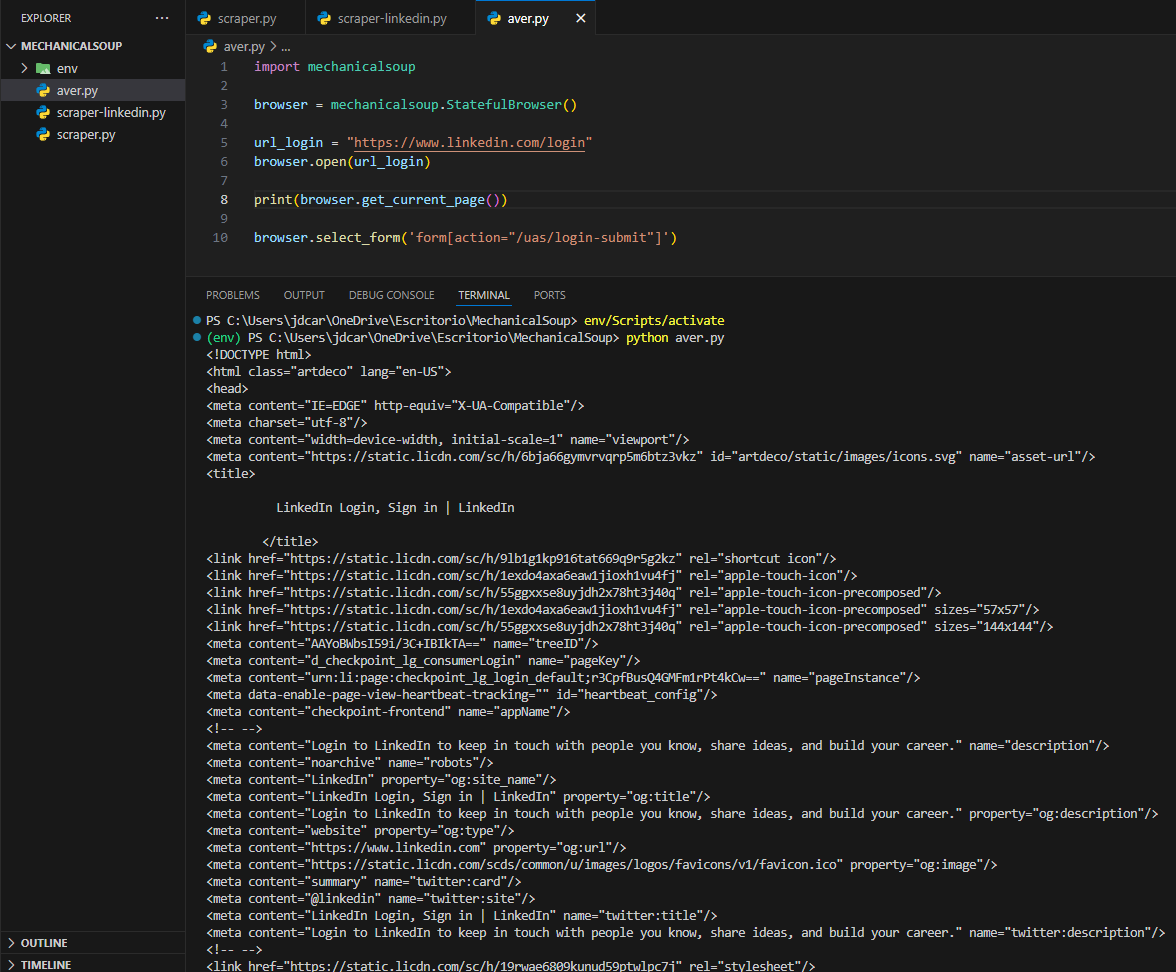 EXPLORER
···
MECHANICALSOUP
env
aver.py
scraper-linkedin.py
scraper.py
OUTLINE
TIMELINE
scraper.py
scraper-linkedin.py
aver.py
aver.py > ...
1 import mechanicalsoup
2
3 browser = mechanicalsoup.StatefulBrowser()
4
5 url_login = "https://www.linkedin.com/login"
6 browser.open(url_login)
7
8 print(browser.get_current_page())
9
10 browser.select_form('form[action="/uas/login-submit"]')
PROBLEMS OUTPUT DEBUG CONSOLE TERMINAL PORTS
PS C:\Users\jdcar\OneDrive\Escritorio\MechanicalSoup> env/Scripts/activate
(env) PS C:\Users\jdcar\OneDrive\Escritorio\MechanicalSoup> python aver.py
<!DOCTYPE html>
<html class="artdeco" lang="en-US">
<head>
<meta content="IE=EDGE" http-equiv="X-UA-Compatible"/>
<meta charset="utf-8"/>
<meta content="width=device-width, initial-scale=1" name="viewport"/>
<meta content="https://static.licdn.com/sc/h/6bja66gymvrvqrp5m6btz3vkz" id="artdeco/static/images/icons.svg" name="asset-url"/>
<title>
LinkedIn Login, Sign in | LinkedIn
</title>
<link href="https://static.licdn.com/sc/h/9lb1g1kp916tat669q9r5g2kz" rel="shortcut icon"/>
<link href="https://static.licdn.com/sc/h/1exdo4axa6eaw1jioxh1vu4fj" rel="apple-touch-icon"/>
<link href="https://static.licdn.com/sc/h/55ggxxse8uyjdh2x78ht3j40q" rel="apple-touch-icon-precomposed"/>
<link href="https://static.licdn.com/sc/h/1exdo4axa6eaw1jioxh1vu4fj" rel="apple-touch-icon-precomposed" sizes="57x57"/>
<link href="https://static.licdn.com/sc/h/55ggxxse8uyjdh2x78ht3j40q" rel="apple-touch-icon-precomposed" sizes="144x144"/>
<meta content="AAYoBWbsI59i/3C+IBIkTA==" name="treeID"/>
<meta content="d_checkpoint_lg_consumerLogin" name="pageKey"/>
<meta content="urn:li:page:checkpoint_lg_login_default;r3CpfBusQ4GMFm1rPt4kCw==" name="pageInstance"/>
<meta data-enable-page-view-heartbeat-tracking="" id="heartbeat_config"/>
<meta content="checkpoint-frontend" name="appName"/>
<!-- -->
<meta content="Login to LinkedIn to keep in touch with people you know, share ideas, and build your career." name="description"/>
<meta content="noarchive" name="robots"/>
<meta content="LinkedIn" property="og:site_name"/>
<meta content="LinkedIn Login, Sign in | LinkedIn" property="og:title"/>
<meta content="Login to LinkedIn to keep in touch with people you know, share ideas, and build your career." property="og:description"/>
<meta content="website" property="og:type"/>
<meta content="https://www.linkedin.com" property="og:url"/>
<meta content="https://static.licdn.com/scds/common/u/images/logos/favicons/v1/favicon.ico" property="og:image"/>
<meta content="summary" name="twitter:card"/>
<meta content="@linkedin" name="twitter:site"/>
<meta content="LinkedIn Login, Sign in | LinkedIn" name="twitter:title"/>
<meta content="Login to LinkedIn to keep in touch with people you know, share ideas, and build your career." name="twitter:description"/>
<!-- -->
<link href="https://static.licdn.com/sc/h/19rwae6809kunud59ptwlpc7j" rel="stylesheet"/>